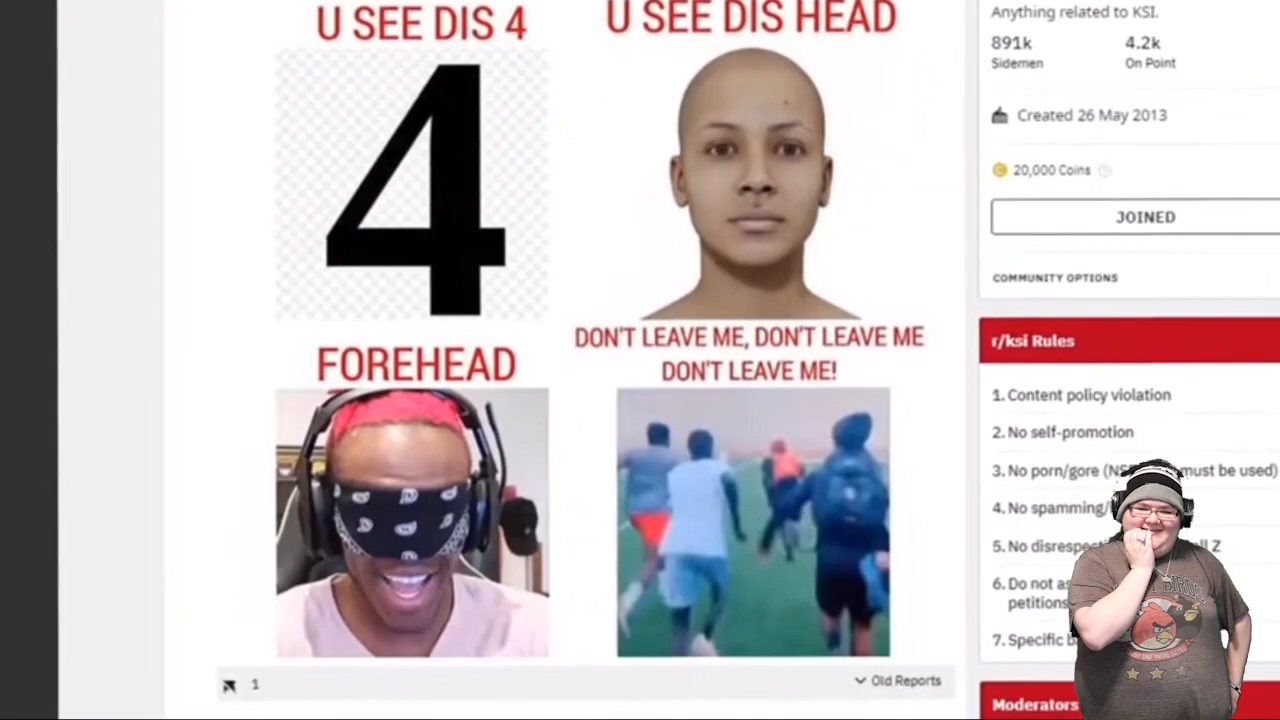 U SEE DIS 4
U SEE DIS HEAD
4
FOREHEAD
DON'T LEAVE ME, DON'T LEAVE ME
DON'T LEAVE ME!
1
Old Reports
Anything related to KSI.
891k
4.2k
Sidemen
On Point
Created 26 May 2013
20,000 Coins
JOINED
COMMUNITY OPTIONS
r/ksi Rules
1. Content policy violation
2. No self-promotion
3. No porn/gore (NS must be used)
4. No spamming/
5. No disrespect Z
6. Do not
petitions
7. Specific
Moderators